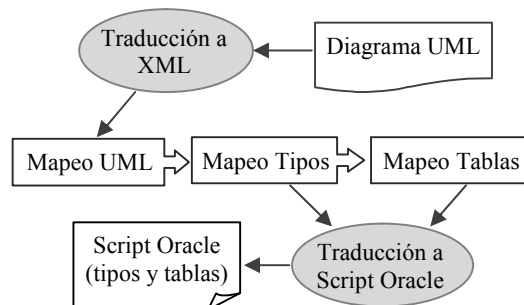 Traducción a
XML
Diagrama UML
Mapeo UML
Mapeo Tipos
Mapeo Tablas
Script Oracle
(tipos y tablas)
Traducción a
Script Oracle